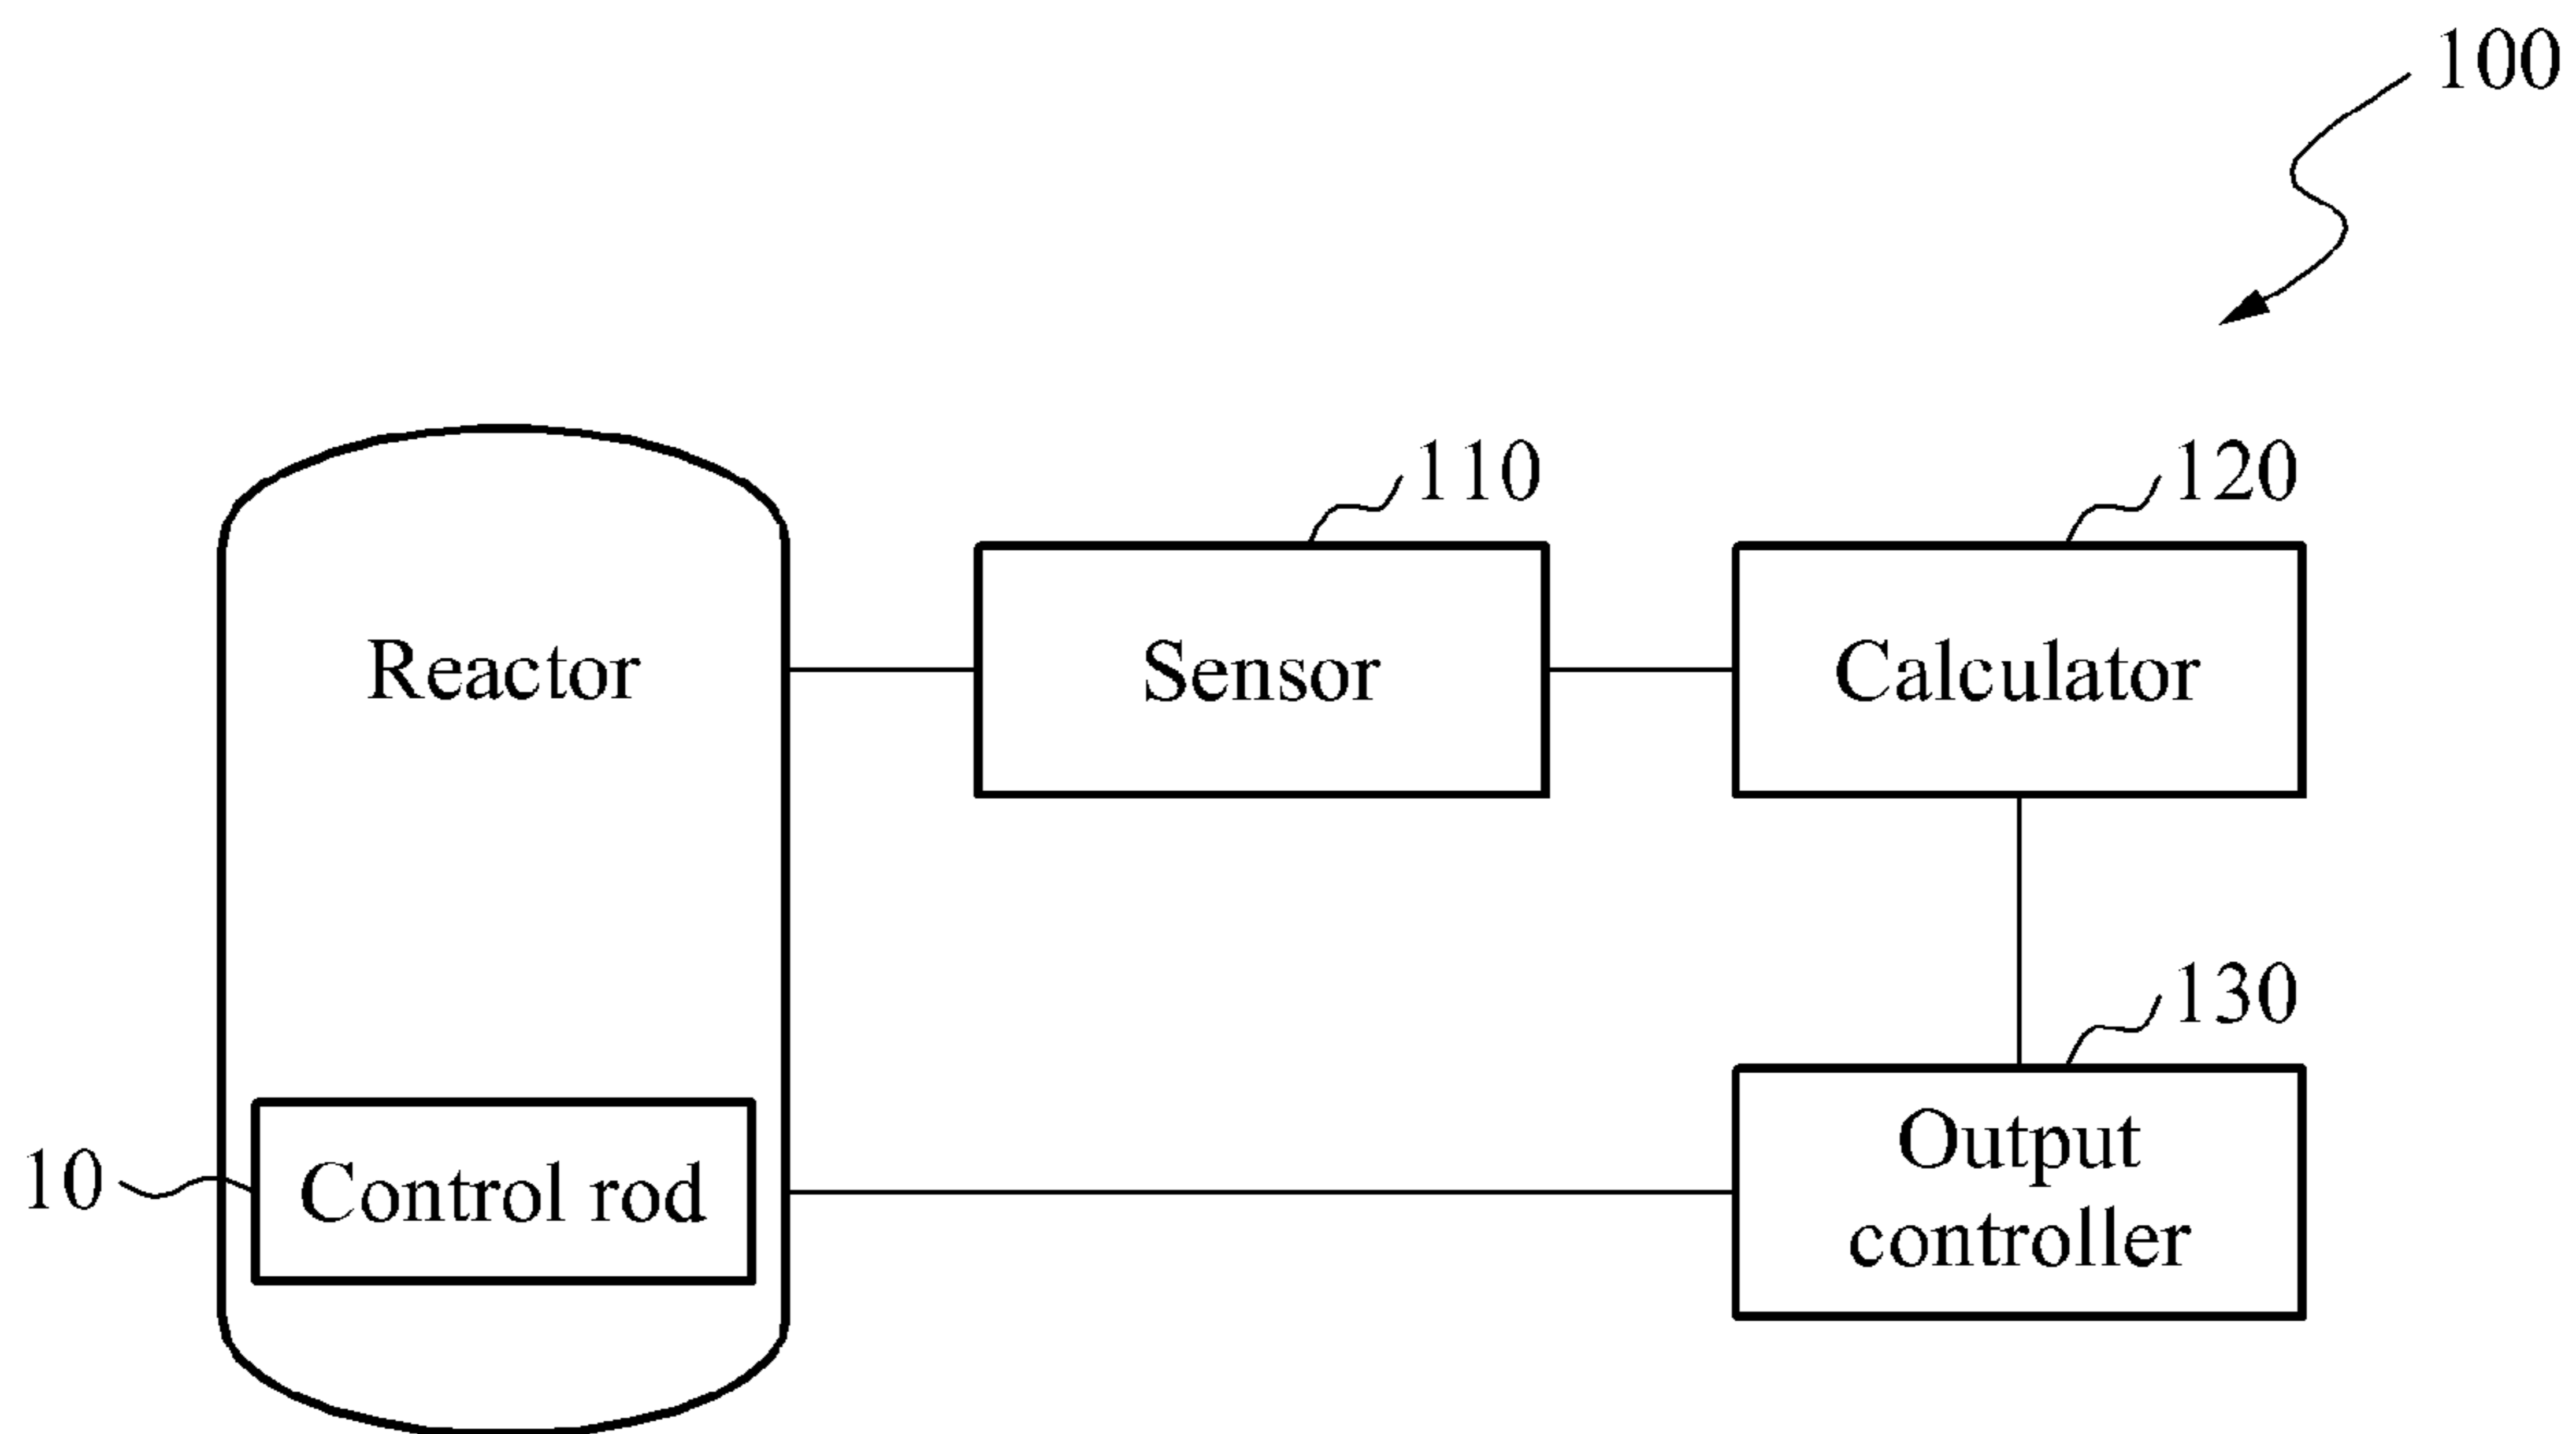 100
110
120
Reactor
Sensor
Calculator
130
10
Control rod
Output
controller